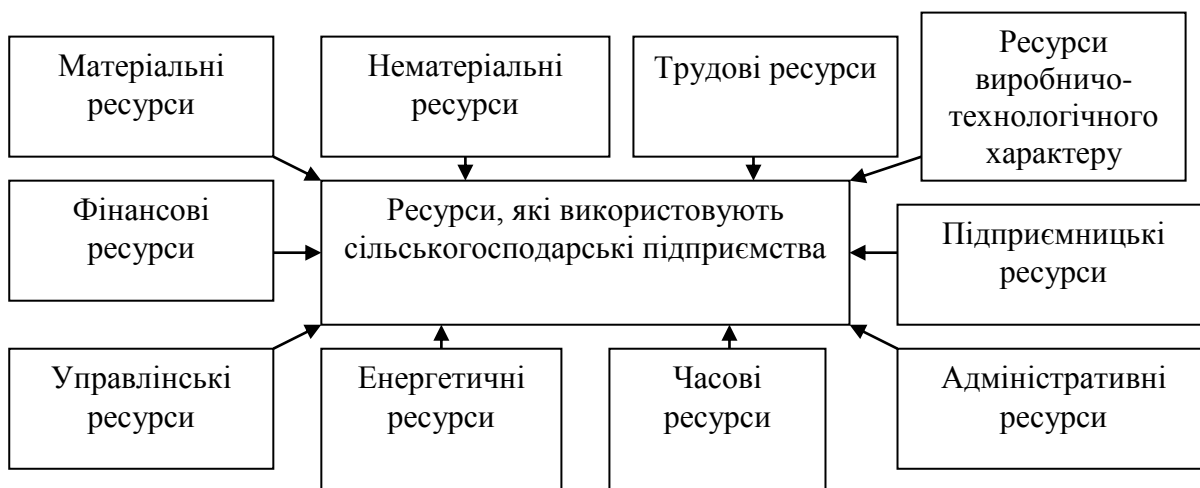 Матеріальні
ресурси
Нематеріальні
ресурси
Трудові ресурси
Ресурси
виробничо-
технологічного
характеру
Фінансові
ресурси
Ресурси, які використовують
сільськогосподарські підприємства
Підприємницькі
ресурси
Управлінські
ресурси
Енергетичні
ресурси
Часові
ресурси
Адміністративні
ресурси